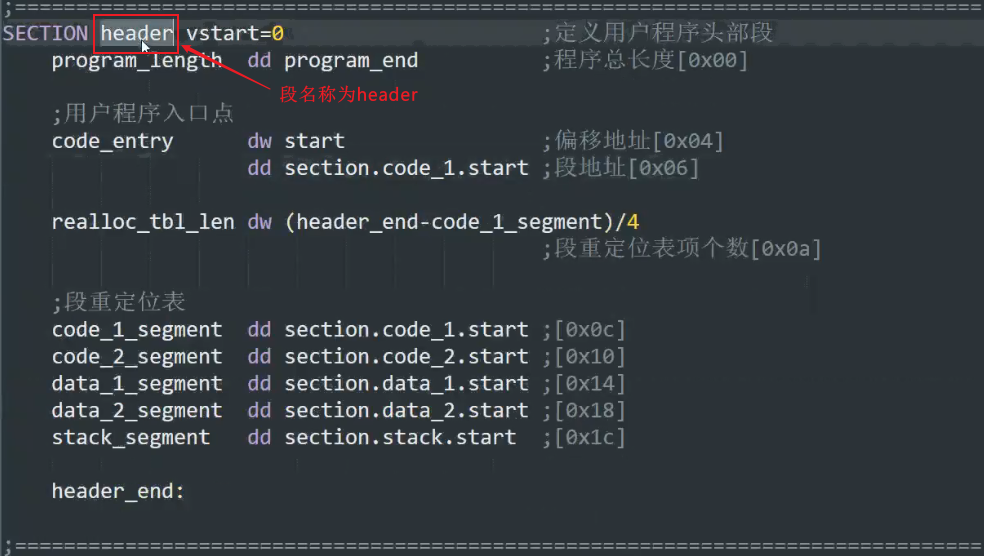 ;===============================================================================
SECTION header vstart=0                     ;定义用户程序头部段
    program_length  dd program_end          ;程序总长度[0x00]
段名称为header
    ;用户程序入口点
    code_entry      dw start                ;偏移地址[0x04]
                    dd section.code_1.start ;段地址[0x06]
    realloc_tbl_len dw (header_end-code_1_segment)/4
                                            ;段重定位表项个数[0x0a]
    ;段重定位表
    code_1_segment  dd section.code_1.start ;[0x0c]
    code_2_segment  dd section.code_2.start ;[0x10]
    data_1_segment  dd section.data_1.start ;[0x14]
    data_2_segment  dd section.data_2.start ;[0x18]
    stack_segment   dd section.stack.start  ;[0x1c]
    header_end:
;===============================================================================